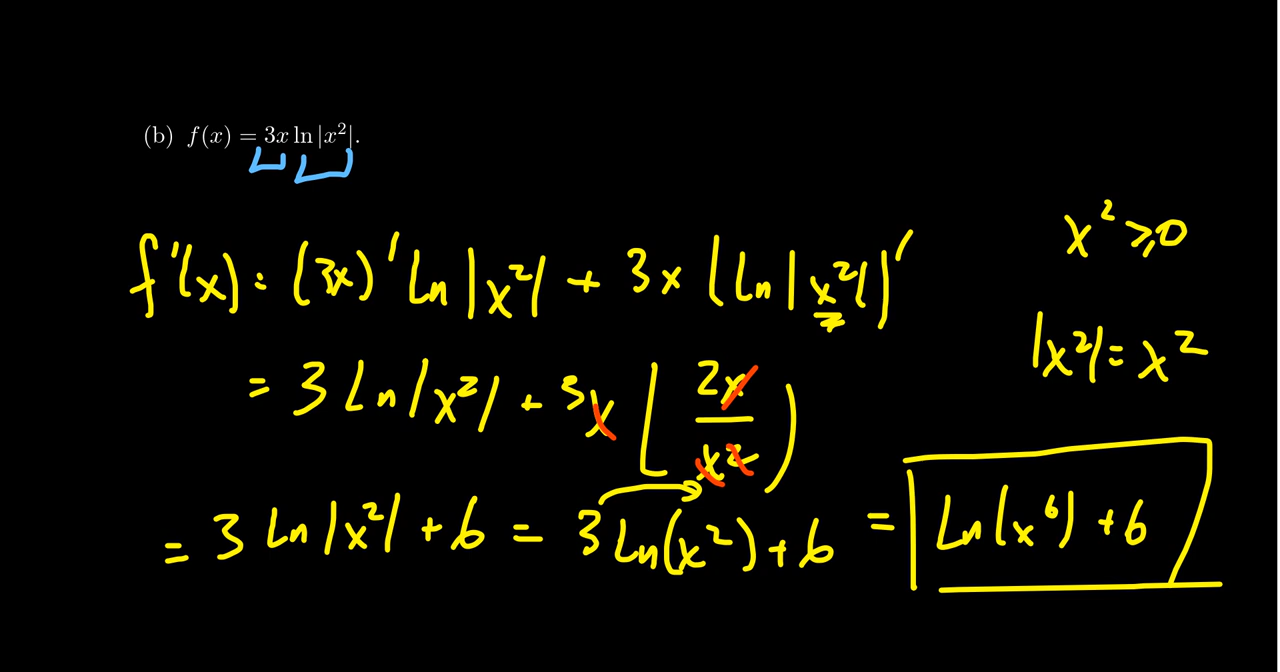 (b) f(x) = 3x ln |x²|.
f'(x) = (3x)' ln |x²| + 3x (ln |x²|)'
x² ≥ 0
|x²| = x²
= 3 ln |x²| + 3x (2x / x²)
= 3 ln |x²| + 6 = 3 ln(x²) + 6 = ln(x⁶) + 6